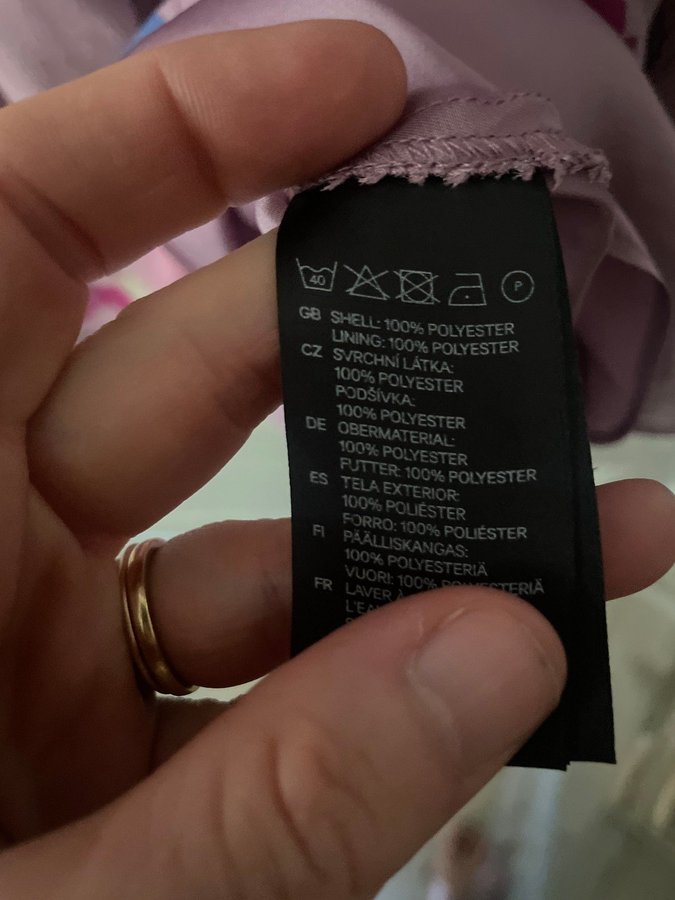 40 P
GB SHELL: 100% POLYESTER
LINING: 100% POLYESTER
CZ SVRCHNÍ LÁTKA:
100% POLYESTER
PODŠÍVKA:
100% POLYESTER
DE OBERMATERIAL:
100% POLYESTER
FUTTER: 100% POLYESTER
ES TELA EXTERIOR:
100% POLIÉSTER
FORRO: 100% POLIÉSTER
FI PÄÄLLISKANGAS:
100% POLYESTERIÄ
VUORI: 100% POLYESTERIÄ
FR LAVER À